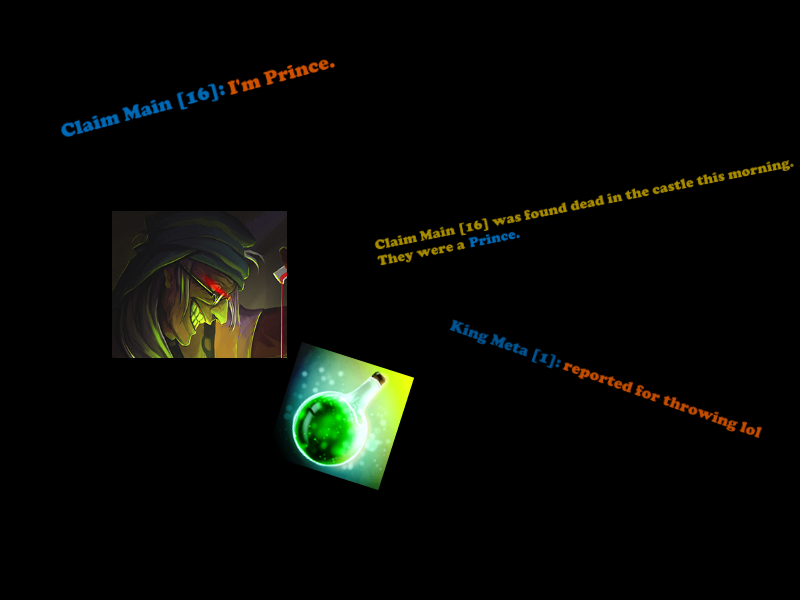 Claim Main [16]: I'm Prince.
Claim Main [16] was found dead in the castle this morning.
They were a Prince.
King Meta [1]: reported for throwing lol